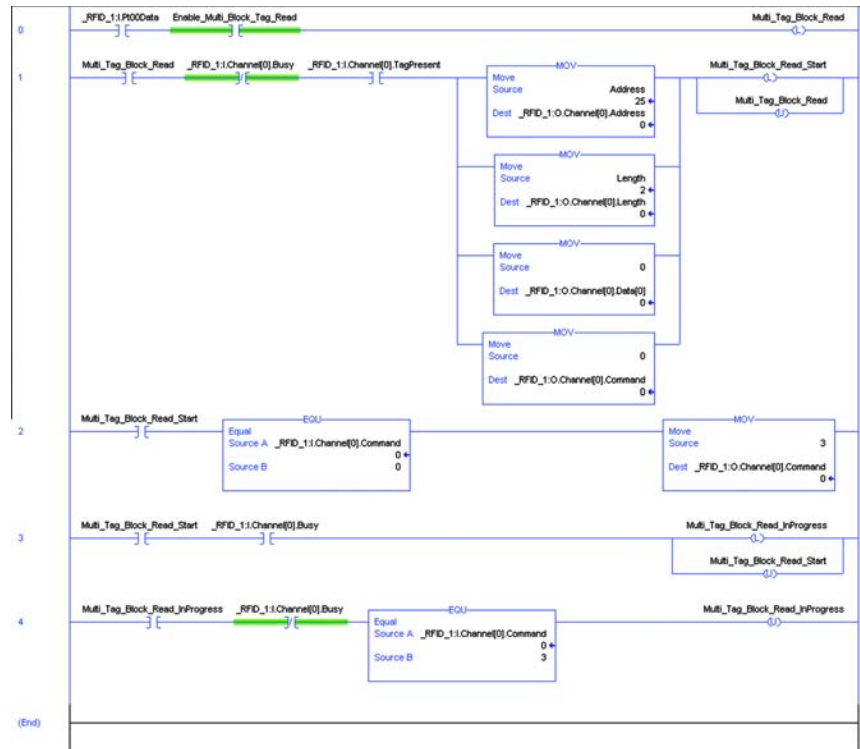 _RFID_1:I.Pt00Data Enable_Multi_Block_Tag_Read Multi_Tag_Block_Read
0
(L)
Multi_Tag_Block_Read _RFID_1:I.Channel[0].Busy _RFID_1:I.Channel[0].TagPresent
1
MOV
Move
Source Address
25
Dest _RFID_1:O.Channel[0].Address
0
Multi_Tag_Block_Read_Start
(L)
Multi_Tag_Block_Read
(U)
MOV
Move
Source Length
2
Dest _RFID_1:O.Channel[0].Length
0
MOV
Move
Source 0
Dest _RFID_1:O.Channel[0].Data[0]
0
MOV
Move
Source 0
Dest _RFID_1:O.Channel[0].Command
0
Multi_Tag_Block_Read_Start
2
EQU
Equal
Source A _RFID_1:I.Channel[0].Command
0
Source B 0
MOV
Move
Source 3
Dest _RFID_1:O.Channel[0].Command
0
Multi_Tag_Block_Read_Start _RFID_1:I.Channel[0].Busy Multi_Tag_Block_Read_InProgress
3
(L)
Multi_Tag_Block_Read_Start
(U)
Multi_Tag_Block_Read_InProgress _RFID_1:I.Channel[0].Busy
4
EQU
Equal
Source A _RFID_1:I.Channel[0].Command
0
Source B 3
Multi_Tag_Block_Read_InProgress
(U)
(End)